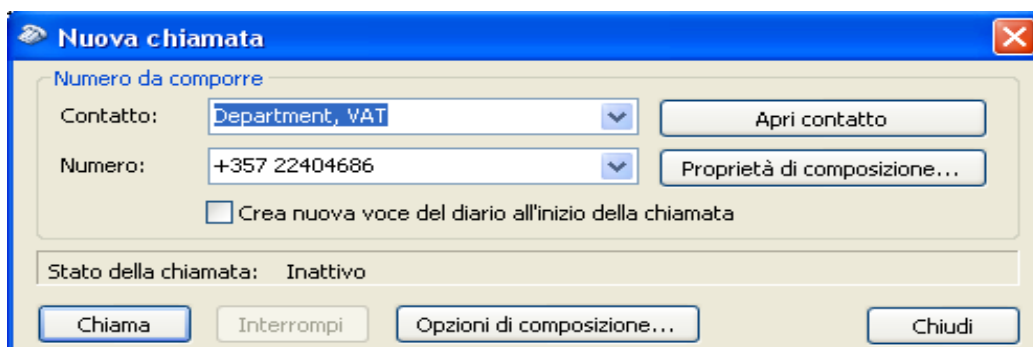 Nuova chiamata
Numero da comporre
Contatto: Department, VAT Apri contatto
Numero: +357 22404686 Proprietà di composizione...
Crea nuova voce del diario all'inizio della chiamata
Stato della chiamata: Inattivo
Chiama Interrompi Opzioni di composizione... Chiudi